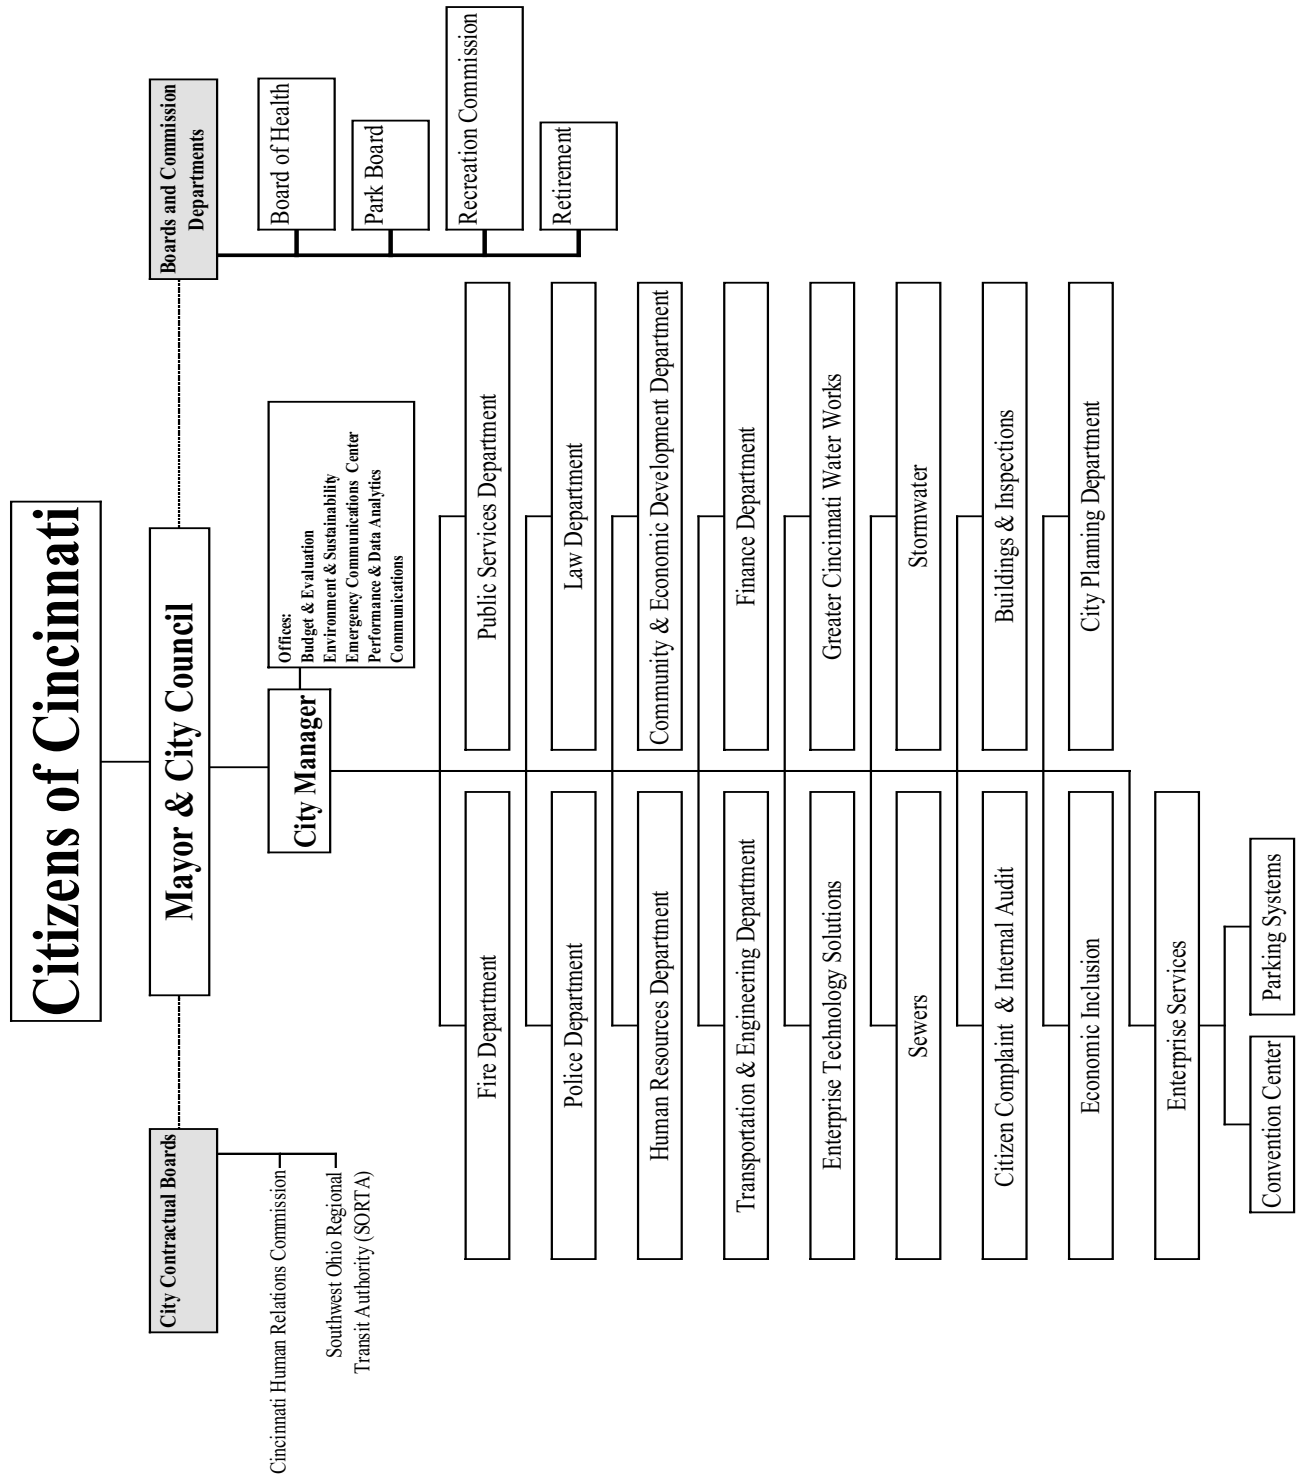 Citizens of Cincinnati
City Contractual Boards
Mayor & City Council
Boards and Commission
Departments
Cincinnati Human Relations Commission
Southwest Ohio Regional
Transit Authority (SORTA)
City Manager
Offices:
Budget & Evaluation
Environment & Sustainability
Emergency Communications Center
Performance & Data Analytics
Communications
Board of Health
Park Board
Recreation Commission
Retirement
Fire Department
Public Services Department
Police Department
Law Department
Human Resources Department
Community & Economic Development Department
Transportation & Engineering Department
Finance Department
Enterprise Technology Solutions
Greater Cincinnati Water Works
Sewers
Stormwater
Citizen Complaint & Internal Audit
Buildings & Inspections
Economic Inclusion
City Planning Department
Enterprise Services
Convention Center
Parking Systems